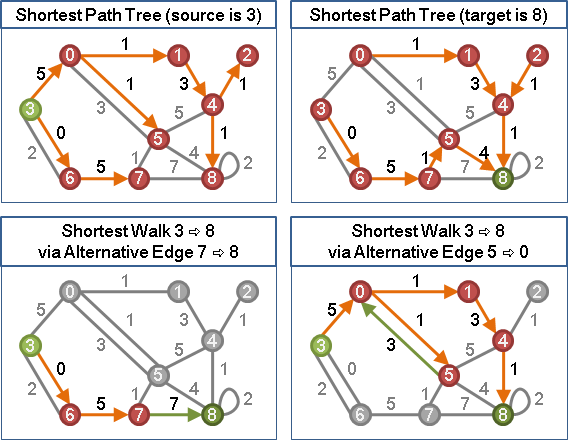 Shortest Path Tree (source is 3)
1
0 1 2
5 1 3 1
3 3 5 4
0 5 1
2 1 4 2
5 7
6 7 8
Shortest Path Tree (target is 8)
1
0 1 2
5 1 3 1
3 3 5 4
0 5 1
2 1 4 2
5 7
6 7 8
Shortest Walk 3 ⇨ 8
via Alternative Edge 7 ⇨ 8
1
0 1 2
5 1 3 1
3 3 5 4
0 5 1
2 1 4 2
5 7
6 7 8
Shortest Walk 3 ⇨ 8
via Alternative Edge 5 ⇨ 0
1
0 1 2
5 1 3 1
3 3 5 4
0 5 1
2 1 4 2
5 7
6 7 8